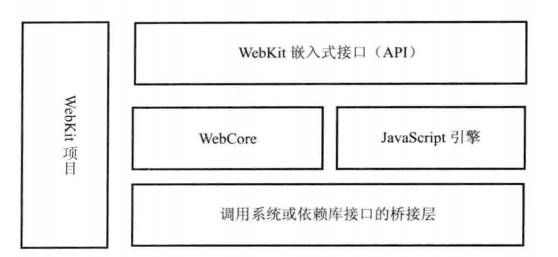 WebKit 项目
WebKit 嵌入式接口（API）
WebCore
JavaScript 引擎
调用系统或依赖库接口的桥接层